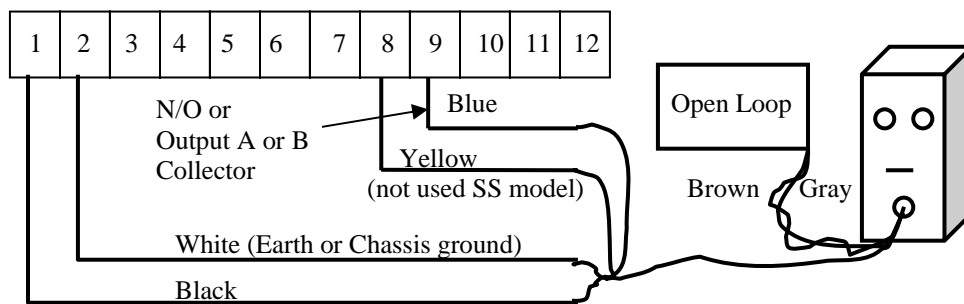 1 2 3 4 5 6 7 8 9 10 11 12
N/O or
Output A or B
Collector
Blue
Open Loop
Yellow
(not used SS model)
Brown Gray
White (Earth or Chassis ground)
Black